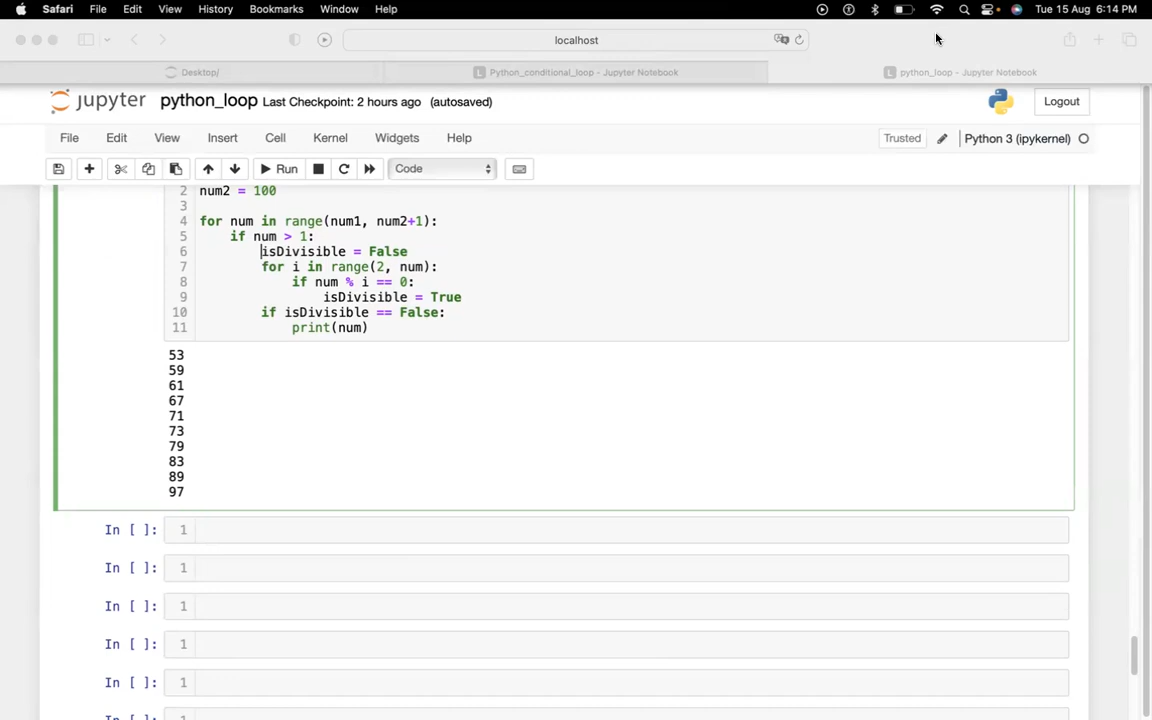 Safari File Edit View History Bookmarks Window Help Tue 15 Aug 6:14 PM
localhost
Desktop/ Python_conditional_loop - Jupyter Notebook python_loop - Jupyter Notebook
jupyter python_loop Last Checkpoint: 2 hours ago (autosaved) Logout
File Edit View Insert Cell Kernel Widgets Help Trusted Python 3 (ipykernel)
Run Code
2 num2 = 100
3
4 for num in range(num1, num2+1):
5 if num > 1:
6 isDivisible = False
7 for i in range(2, num):
8 if num % i == 0:
9 isDivisible = True
10 if isDivisible == False:
11 print(num)
53
59
61
67
71
73
79
83
89
97
In [ ]: 1
In [ ]: 1
In [ ]: 1
In [ ]: 1
In [ ]: 1
1